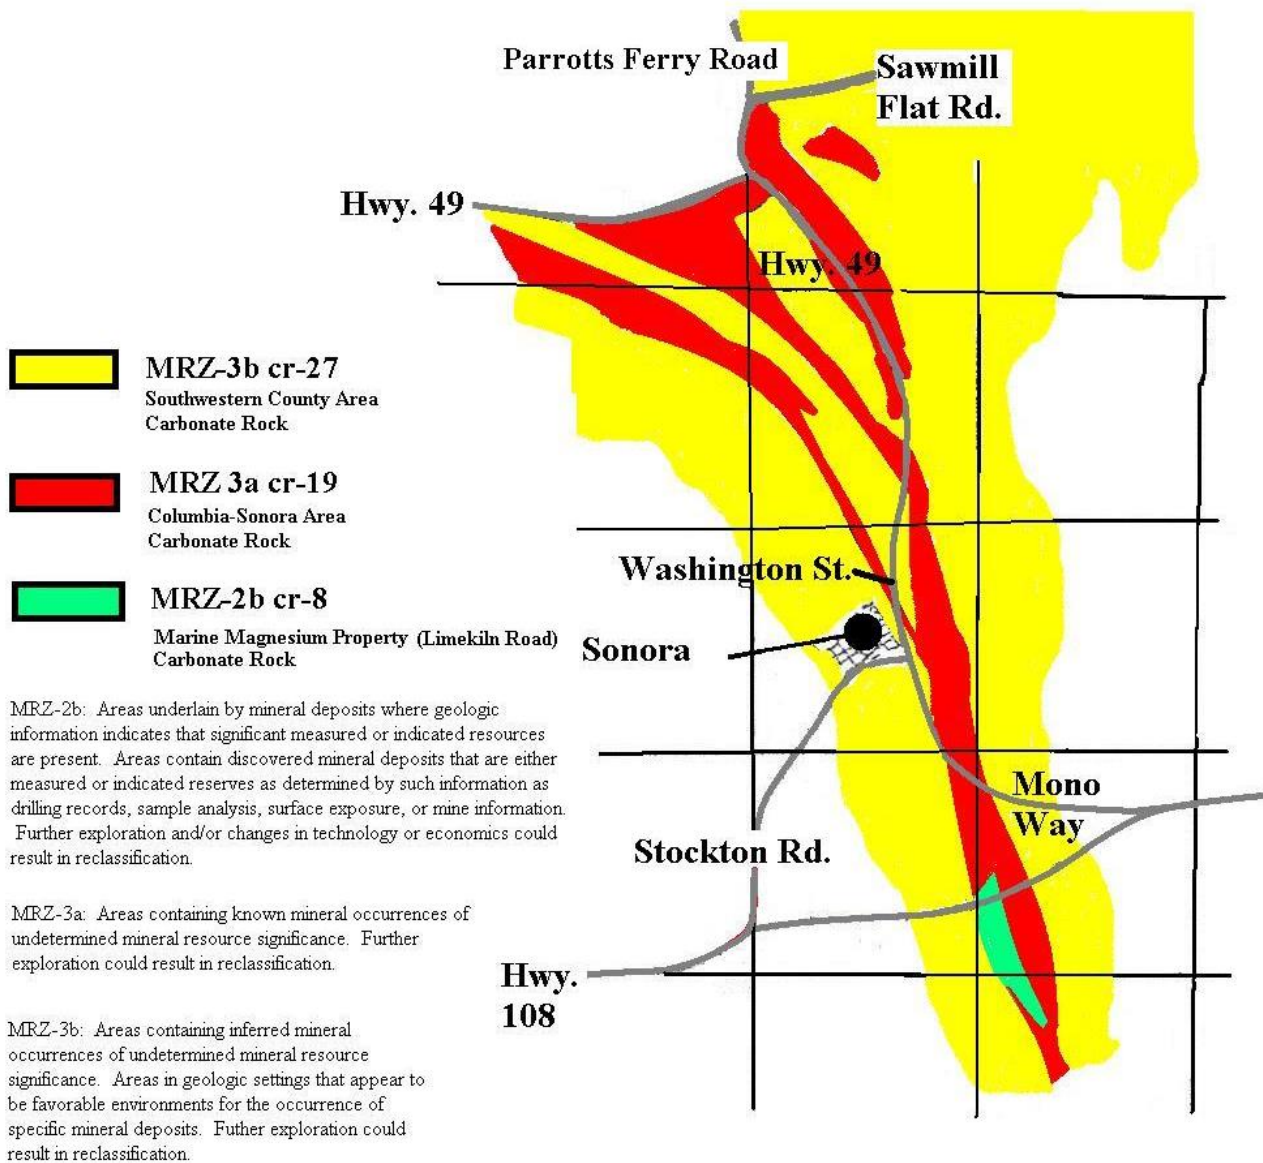 Parrotts Ferry Road
Sawmill
Flat Rd.
Hwy. 49
Hwy. 49
MRZ-3b cr-27
Southwestern County Area
Carbonate Rock
MRZ 3a cr-19
Columbia-Sonora Area
Carbonate Rock
Washington St.
MRZ-2b cr-8
Marine Magnesium Property (Limekiln Road)
Carbonate Rock
Sonora
MRZ-2b: Areas underlain by mineral deposits where geologic
information indicates that significant measured or indicated resources
are present. Areas contain discovered mineral deposits that are either
measured or indicated reserves as determined by such information as
drilling records, sample analysis, surface exposure, or mine information.
Further exploration and/or changes in technology or economics could
result in reclassification.
Mono
Way
Stockton Rd.
MRZ-3a: Areas containing known mineral occurrences of
undetermined mineral resource significance. Further
exploration could result in reclassification.
Hwy.
108
MRZ-3b: Areas containing inferred mineral
occurrences of undetermined mineral resource
significance. Areas in geologic settings that appear to
be favorable environments for the occurrence of
specific mineral deposits. Futher exploration could
result in reclassification.